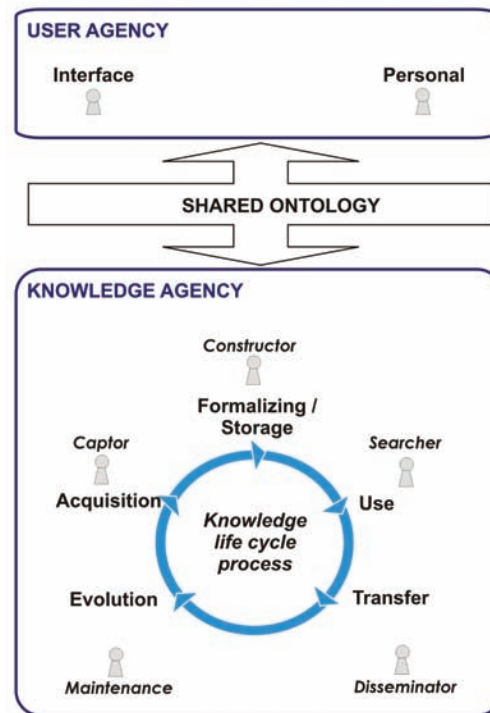 USER AGENCY
Interface
Personal
SHARED ONTOLOGY
KNOWLEDGE AGENCY
Constructor
Formalizing /
Storage
Captor
Searcher
Acquisition
Use
Knowledge
life cycle
process
Evolution
Transfer
Maintenance
Disseminator